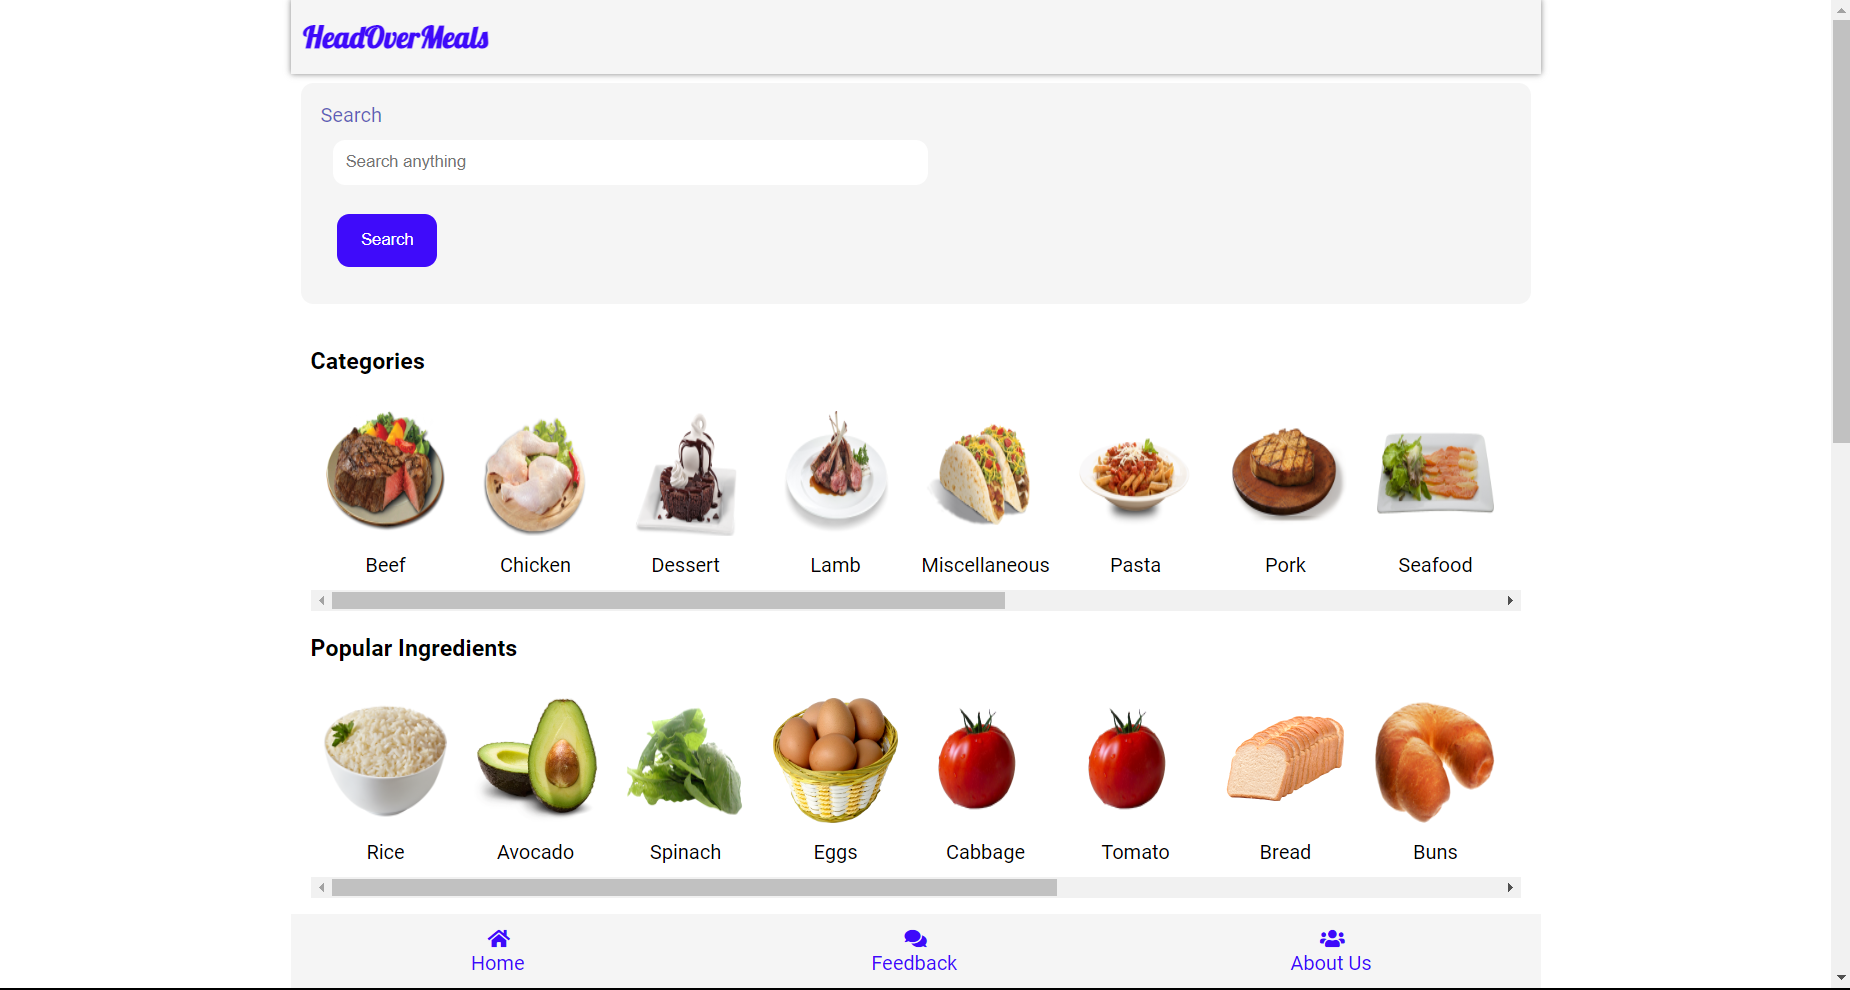 HeadOverMeals
Search
Search anything
Search
Categories
Beef Chicken Dessert Lamb Miscellaneous Pasta Pork Seafood
Popular Ingredients
Rice Avocado Spinach Eggs Cabbage Tomato Bread Buns
Home Feedback About Us